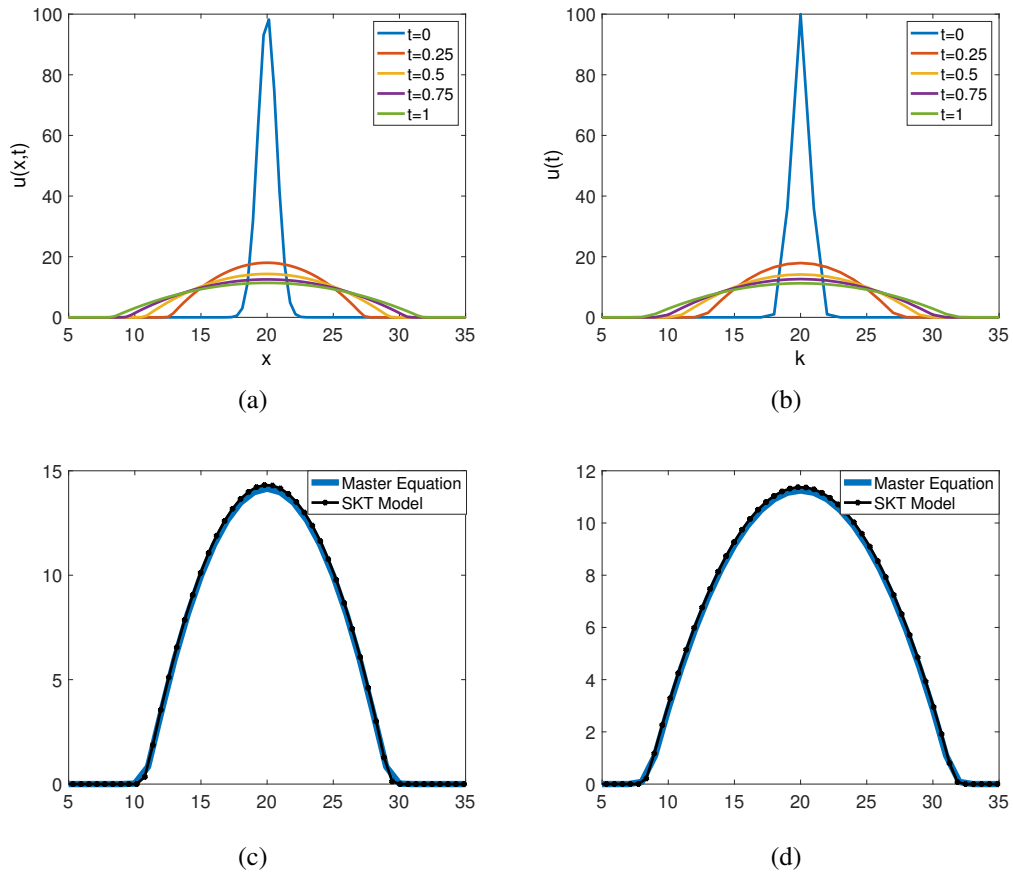 100
80
60
40
20
0
u(x,t)
5 10 15 20 25 30 35
x
t=0
t=0.25
t=0.5
t=0.75
t=1
(a)
100
80
60
40
20
0
u(t)
5 10 15 20 25 30 35
k
t=0
t=0.25
t=0.5
t=0.75
t=1
(b)
15
10
5
0
5 10 15 20 25 30 35
Master Equation
SKT Model
(c)
12
10
8
6
4
2
0
5 10 15 20 25 30 35
Master Equation
SKT Model
(d)